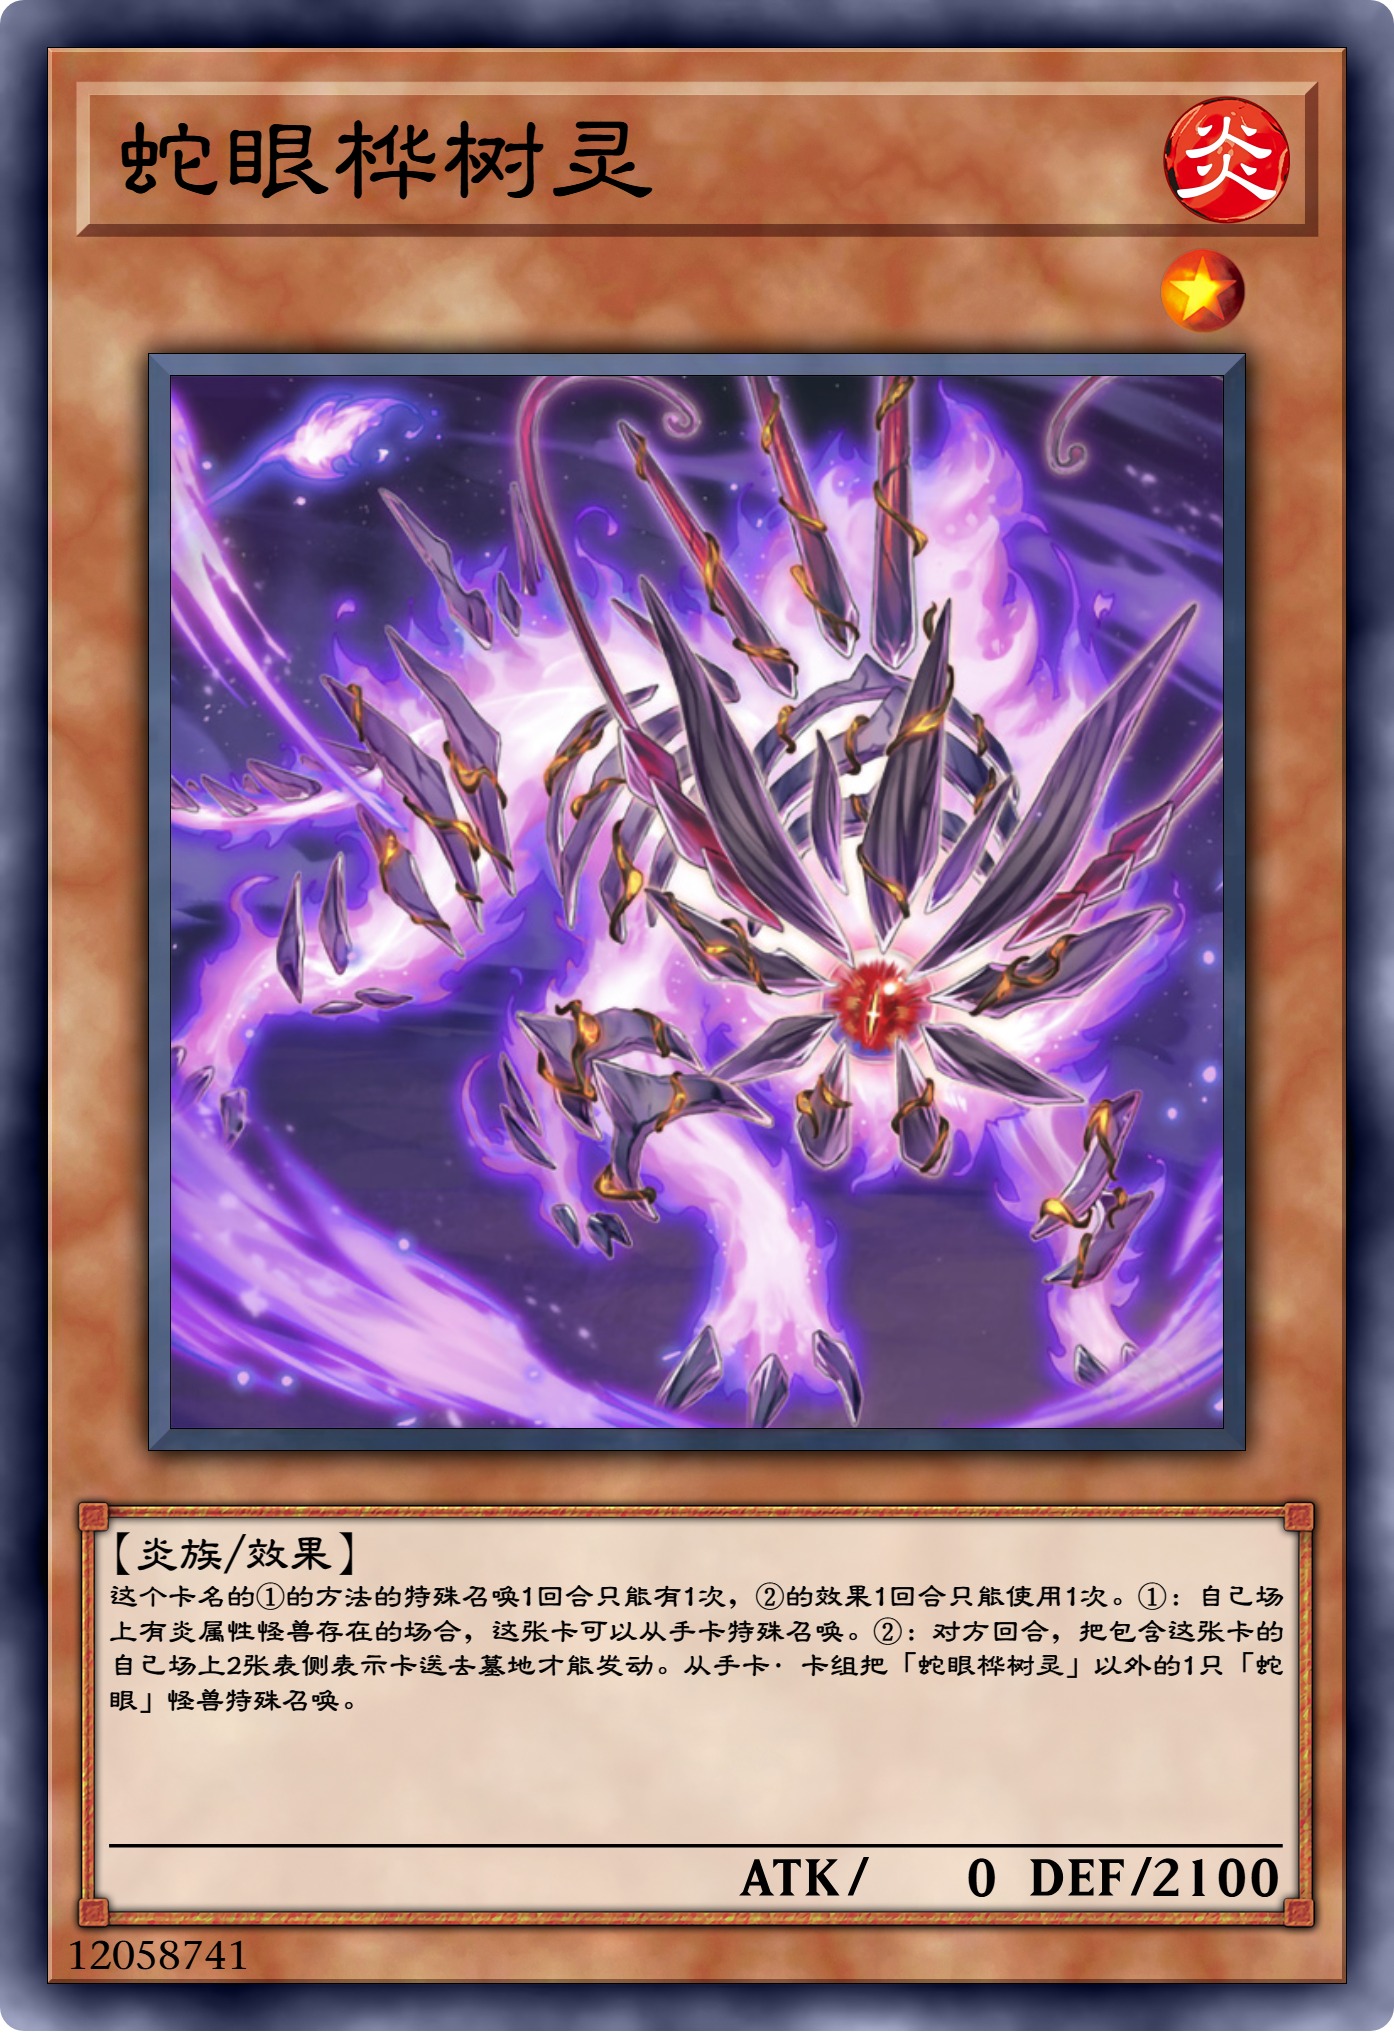 蛇眼桦树灵
炎
【炎族/效果】
这个卡名的①的方法的特殊召唤1回合只能有1次，②的效果1回合只能使用1次。①：自己场
上有炎属性怪兽存在的场合，这张卡可以从手卡特殊召唤。②：对方回合，把包含这张卡的
自己场上2张表侧表示卡送去墓地才能发动。从手卡·卡组把「蛇眼桦树灵」以外的1只「蛇
眼」怪兽特殊召唤。
ATK/ 0 DEF/2100
12058741